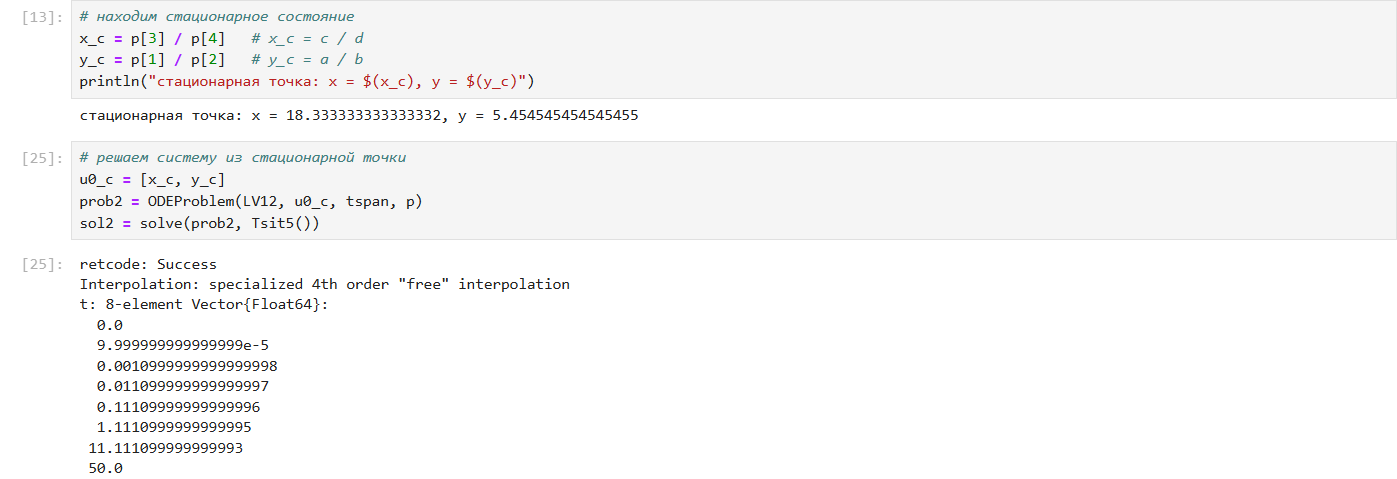 [13]: # находим стационарное состояние
x_c = p[3] / p[4]   # x_c = c / d
y_c = p[1] / p[2]   # y_c = a / b
println("стационарная точка: x = $(x_c), y = $(y_c)")
стационарная точка: x = 18.333333333333332, y = 5.454545454545455
[25]: # решаем систему из стационарной точки
u0_c = [x_c, y_c]
prob2 = ODEProblem(LV12, u0_c, tspan, p)
sol2 = solve(prob2, Tsit5())
[25]: retcode: Success
Interpolation: specialized 4th order "free" interpolation
t: 8-element Vector{Float64}:
  0.0
  9.999999999999999e-5
  0.0010999999999999998
  0.011099999999999997
  0.11109999999999996
  1.1110999999999995
 11.111099999999993
 50.0